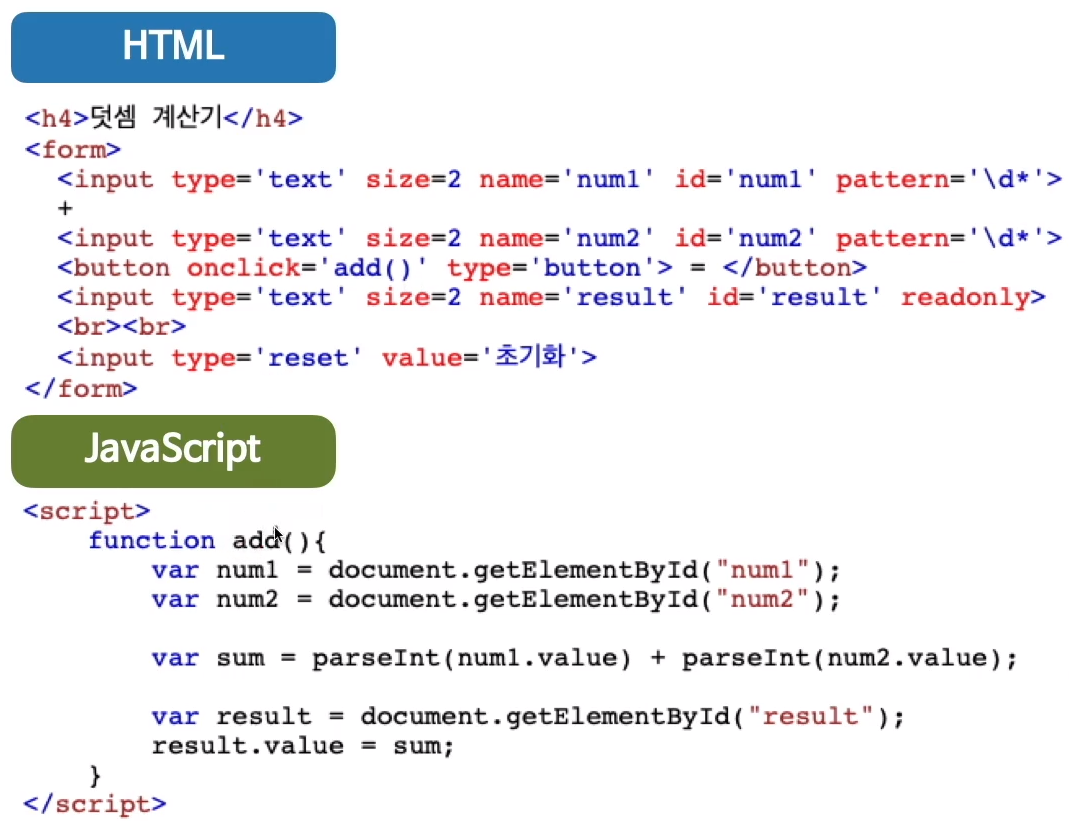 HTML
<h4>덧셈 계산기</h4>
<form>
<input type='text' size=2 name='num1' id='num1' pattern='\d*'>
+
<input type='text' size=2 name='num2' id='num2' pattern='\d*'>
<button onclick='add()' type='button'> = </button>
<input type='text' size=2 name='result' id='result' readonly>
<br><br>
<input type='reset' value='초기화'>
</form>
JavaScript
<script>
function add(){
var num1 = document.getElementById("num1");
var num2 = document.getElementById("num2");
var sum = parseInt(num1.value) + parseInt(num2.value);
var result = document.getElementById("result");
result.value = sum;
}
</script>